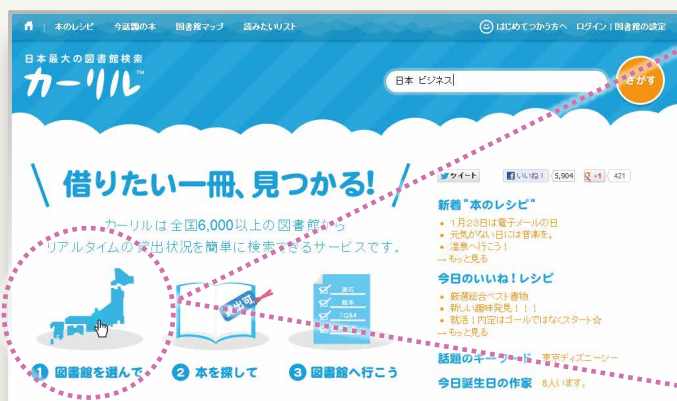 本のレシピ 今話題の本 図書館マップ 読みたいリスト はじめてつかう方へ ログイン | 図書館の設定
日本最大の図書館検索
カーリル™
日本 ビジネス
さがす
借りたい一冊、見つかる!
カーリルは全国6,000以上の図書館から
リアルタイムの貸出状況を簡単に検索できるサービスです。
貸出可
漱石
絵本
1Q84
1 図書館を選んで 2 本を探して 3 図書館へ行こう
ツイート いいね! 5,904 +1 421
新着"本のレシピ"
1月23日は電子メールの日
元気がない日には音楽を。
温泉へ行こう!
→もっと見る
今日のいいね!レシピ
厳選総合ベスト書物
新しい趣味発見!!!
就活!内定はゴールではなくスタート☆
→もっと見る
話題のキーワード 東京ディズニーシー
今日誕生日の作家 8人います。